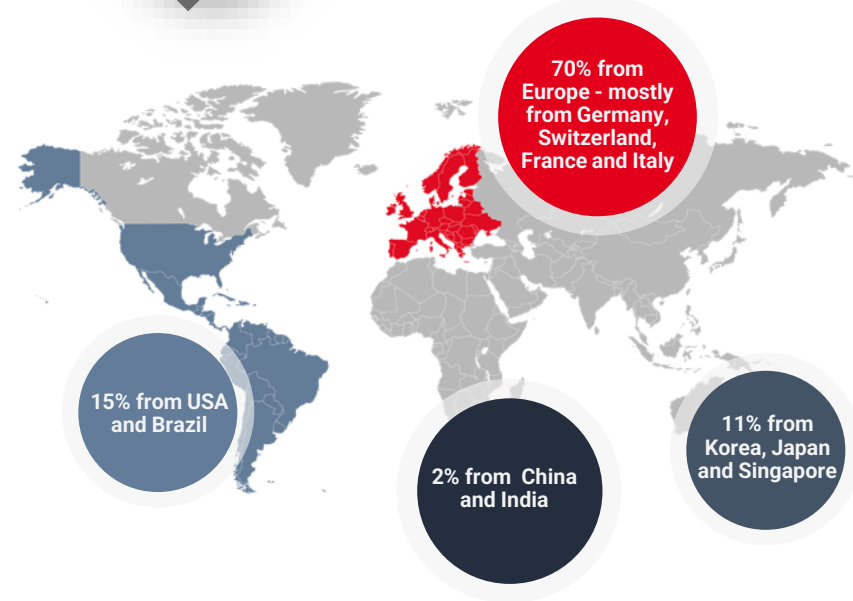 70% from
Europe - mostly
from Germany,
Switzerland,
France and Italy
15% from USA
and Brazil
2% from  China
and India
11% from
Korea, Japan
and Singapore